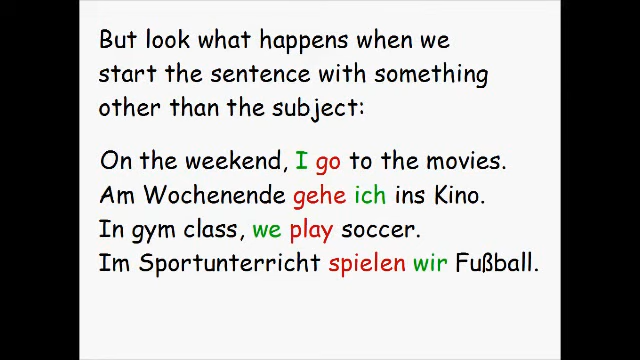 But look what happens when we
start the sentence with something
other than the subject:
On the weekend, I go to the movies.
Am Wochenende gehe ich ins Kino.
In gym class, we play soccer.
Im Sportunterricht spielen wir Fußball.